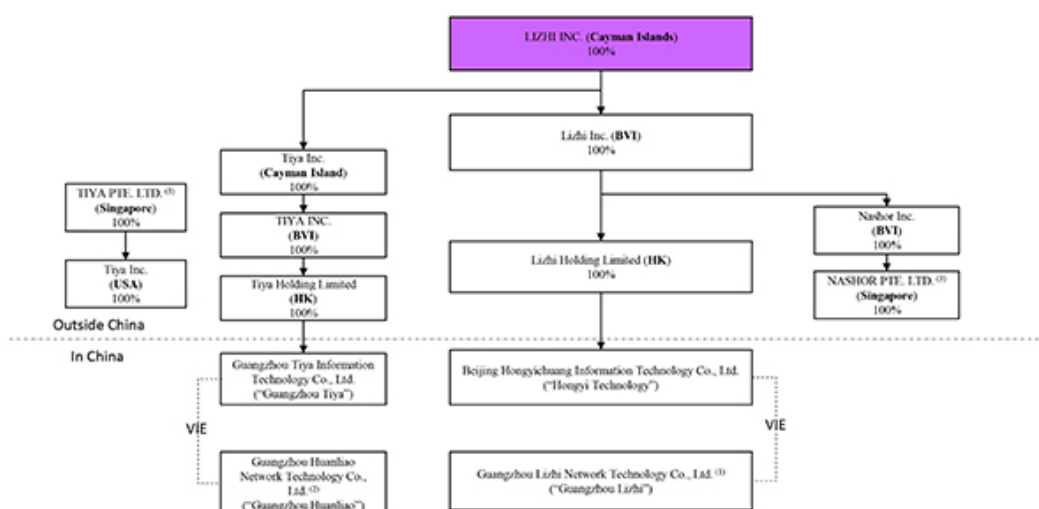 LIZHI INC. (Cayman Islands)
100%
Lizhi Inc. (BVI)
100%
Tiya Inc.
(Cayman Island)
100%
TIYA PTE. LTD. (3)
(Singapore)
100%
TIYA INC.
(BVI)
100%
Nashor Inc.
(BVI)
100%
Lizhi Holding Limited (HK)
100%
Tiya Inc.
(USA)
100%
Tiya Holding Limited
(HK)
100%
NASHOR PTE. LTD. (3)
(Singapore)
100%
Outside China
In China
Guangzhou Tiya Information
Technology Co., Ltd.
("Guangzhou Tiya")
Beijing Hongyichuang Information Technology Co., Ltd.
("Hongyi Technology")
VIE
VIE
Guangzhou Huanliao
Network Technology Co.,
Ltd. (2)
("Guangzhou Huanliao")
Guangzhou Lizhi Network Technology Co., Ltd. (1)
("Guangzhou Lizhi")